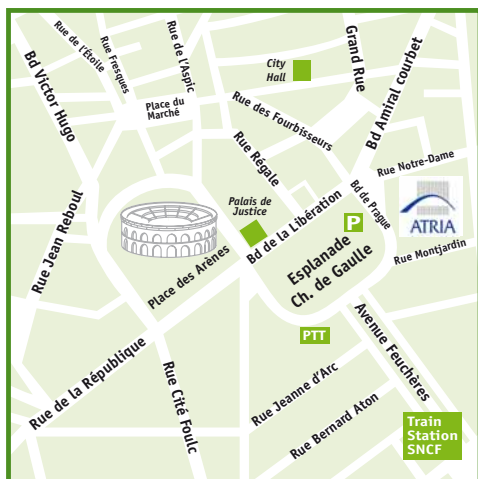 Bd Victor Hugo
Rue de l'Étoile
Rue Fresques
Rue de l'Aspic
City
Hall
Grand Rue
Bd Amiral courbet
Place du
Marché
Rue des Fourbisseurs
Rue Régale
Rue Notre-Dame
Bd de Prague
Rue Jean Reboul
Palais de
Justice
Bd de la Libération
P
ATRIA
Rue Montjardin
Place des Arènes
Esplanade
Ch. de Gaulle
Rue de la République
PTT
Avenue Feuchères
Rue Cité Foulc
Rue Jeanne d'Arc
Rue Bernard Aton
Train
Station
SNCF